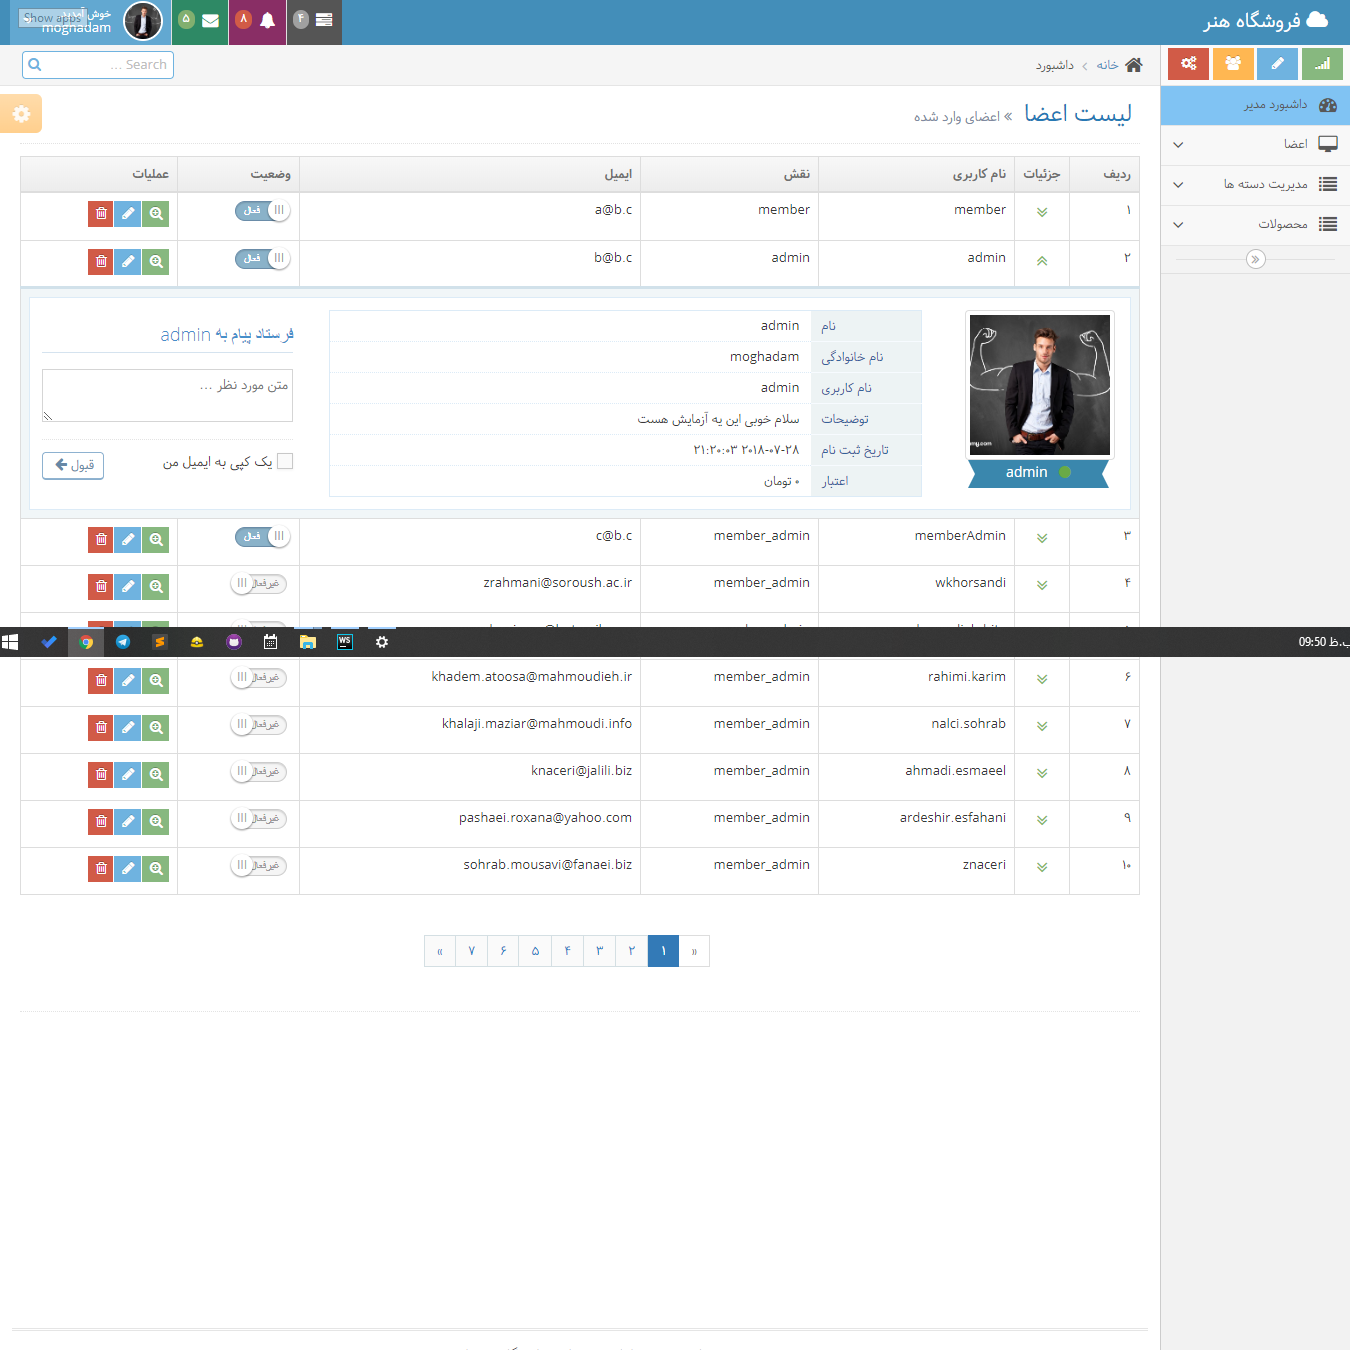 فروشگاه هنر
۴
۸
۵
خوش آمدید
moghadam
Show apps
خانه
داشبورد
Search ...
داشبورد مدیر
اعضا
مدیریت دسته ها
محصولات
لیست اعضا » اعضای وارد شده
ردیف جزئیات نام کاربری نقش ایمیل وضعیت عملیات
۱ member member a@b.c فعال
۲ admin admin b@b.c فعال
admin
نام admin
نام خانوادگی moghadam
نام کاربری admin
توضیحات سلام خوبی این یه آزمایش هست
تاریخ ثبت نام ۲۰۱۸-۰۷-۲۸ ۲۱:۲۰:۰۳
اعتبار ۰ تومان
فرستاد پیام به admin
متن مورد نظر ...
یک کپی به ایمیل من
قبول
۳ memberAdmin member_admin c@b.c فعال
۴ wkhorsandi member_admin zrahmani@soroush.ac.ir غیرفعال
09:50 ب.ظ
WS
۶ rahimi.karim member_admin khadem.atoosa@mahmoudieh.ir غیرفعال
۷ nalci.sohrab member_admin khalaji.maziar@mahmoudi.info غیرفعال
۸ ahmadi.esmaeel member_admin knaceri@jalili.biz غیرفعال
۹ ardeshir.esfahani member_admin pashaei.roxana@yahoo.com غیرفعال
۱۰ znaceri member_admin sohrab.mousavi@fanaei.biz غیرفعال
« ۱ ۲ ۳ ۴ ۵ ۶ ۷ »